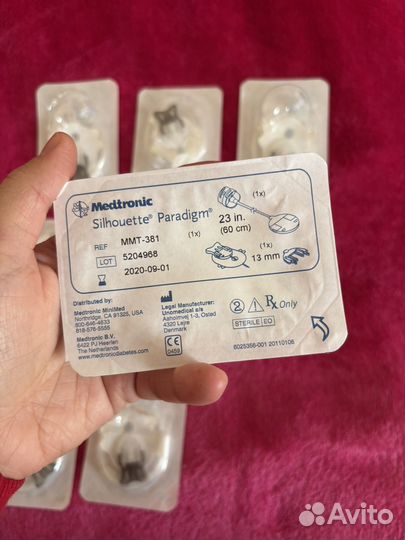 Medtronic
Silhouette® Paradigm®
REF MMT-381
LOT 5204968
2020-09-01
(1x)
23 in.
(60 cm)
(1x)
(1x)
13 mm
Distributed by:
Medtronic MiniMed
Northridge, CA 91325, USA
800-646-4633
818-576-5555
Medtronic B.V.
6422 PJ Heerlen
The Netherlands
www.medtronicdiabetes.com
Legal Manufacturer:
Unomedical a/s
Aaholmvej 1-3, Osted
4320 Lejre
Denmark
CE
0459
2
Rx Only
STERILE EO
6025356-001 20110106
Avito